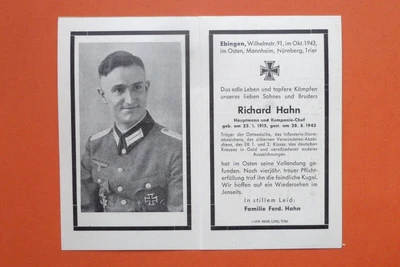 Ebingen, Wilhelmstr. 91, im Okt. 1943,
im Osten, Mannheim, Nürnberg, Trier
Das edle Leben und tapfere Kämpfen
unseres lieben Sohnes und Bruders
Richard Hahn
Hauptmann und Kompanie-Chef
geb. am 23. 1. 1915, gest. am 28. 8. 1943
Träger der Ostmedaille, des Infanterie-Sturm-
abzeichens, des silbernen Verwundeten-Abzei-
chens, des EK 1. und 2. Klasse, des deutschen
Kreuzes in Gold und verschiedener anderer
Auszeichnungen
hat im Osten seine Vollendung ge-
funden. Nach vierjähr. treuer Pflicht-
erfüllung traf ihn die feindliche Kugel.
Wir hoffen auf ein Wiedersehen im
Jenseits.
In stillem Leid:
Familie Ferd. Hahn